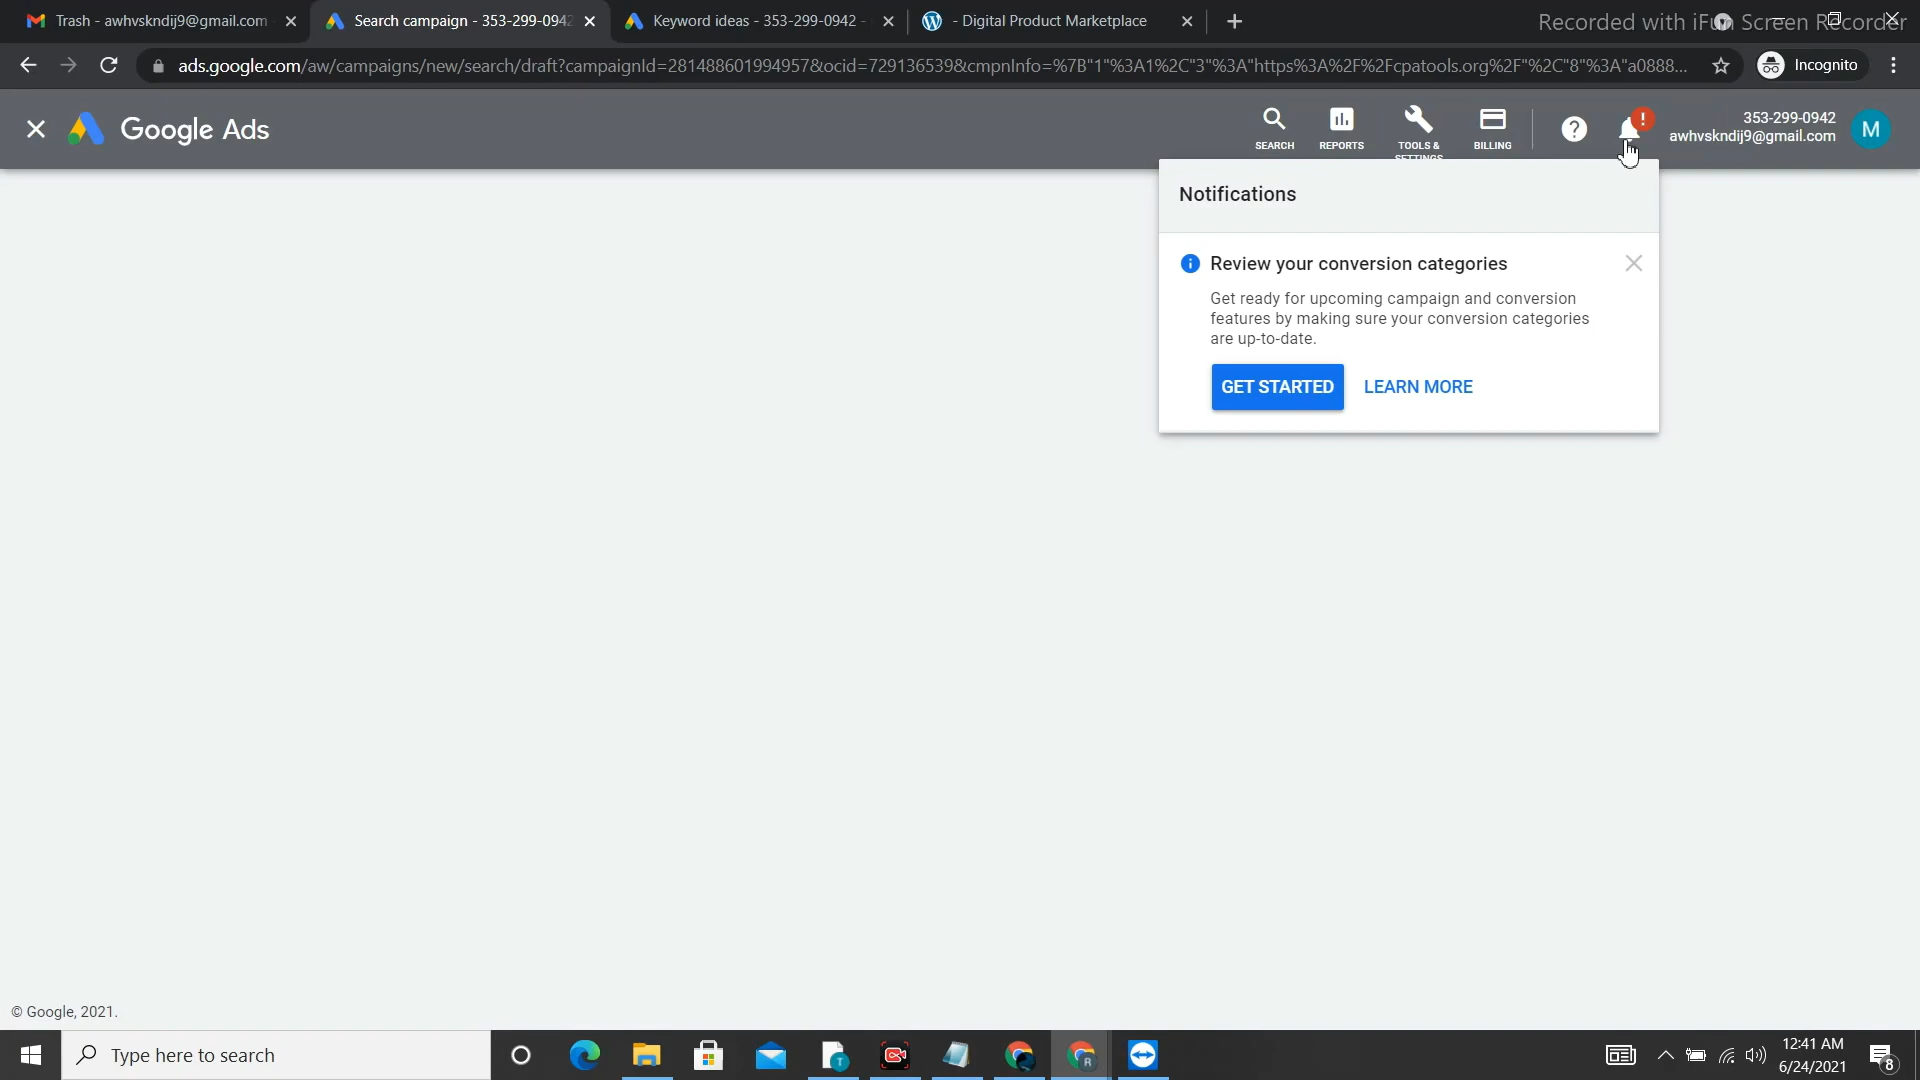 Trash - awhvskndij9@gmail.com
Search campaign - 353-299-0942
Keyword ideas - 353-299-0942 -
- Digital Product Marketplace
Recorded with iFun Screen Recorder
ads.google.com/aw/campaigns/new/search/draft?campaignId=281488601994957&ocid=729136539&cmpnInfo=%7B"1"%3A1%2C"3"%3A"https%3A%2F%2Fcpatools.org%2F"%2C"8"%3A"a0888...
Incognito
Google Ads
SEARCH
REPORTS
TOOLS &
SETTINGS
BILLING
?
!
353-299-0942
awhvskndij9@gmail.com
M
Notifications
Review your conversion categories
Get ready for upcoming campaign and conversion
features by making sure your conversion categories
are up-to-date.
GET STARTED
LEARN MORE
© Google, 2021.
Type here to search
T
R
12:41 AM
6/24/2021
8